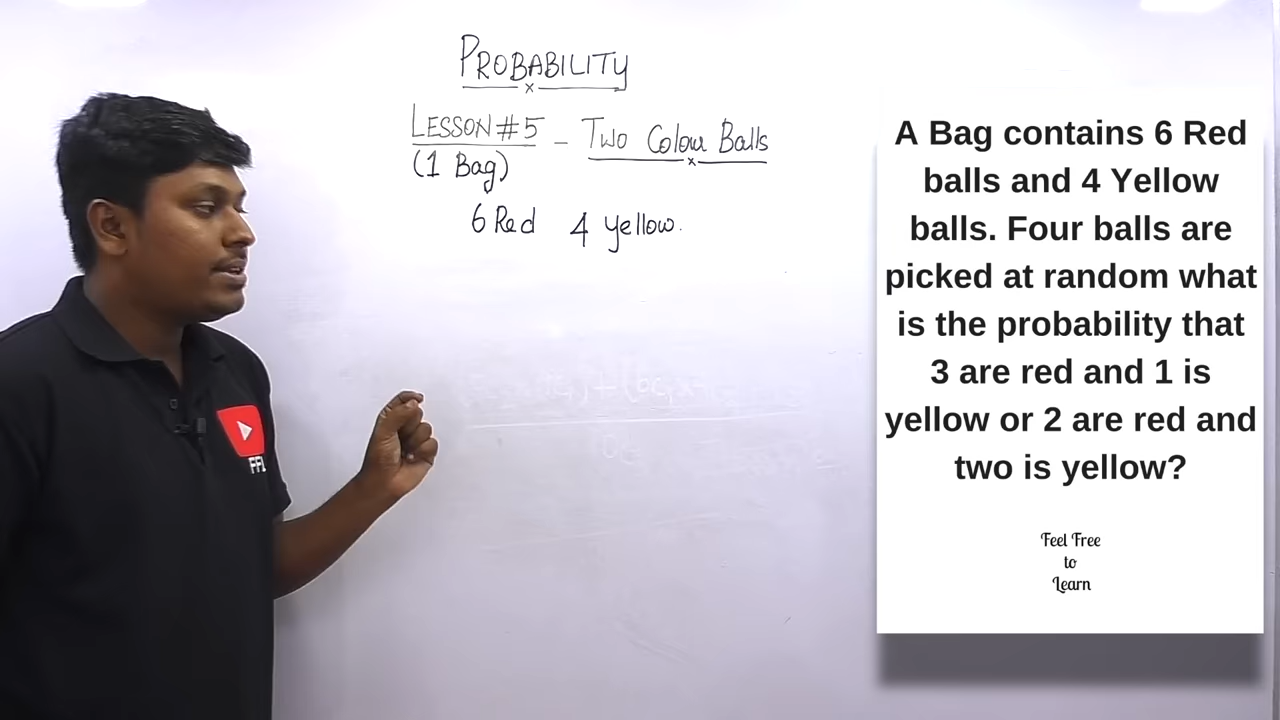 PROBABILITY
LESSON #5 - Two Colour Balls
(1 Bag)
6 Red 4 yellow.
A Bag contains 6 Red
balls and 4 Yellow
balls. Four balls are
picked at random what
is the probability that
3 are red and 1 is
yellow or 2 are red and
two is yellow?
Feel Free
to
Learn
FFL